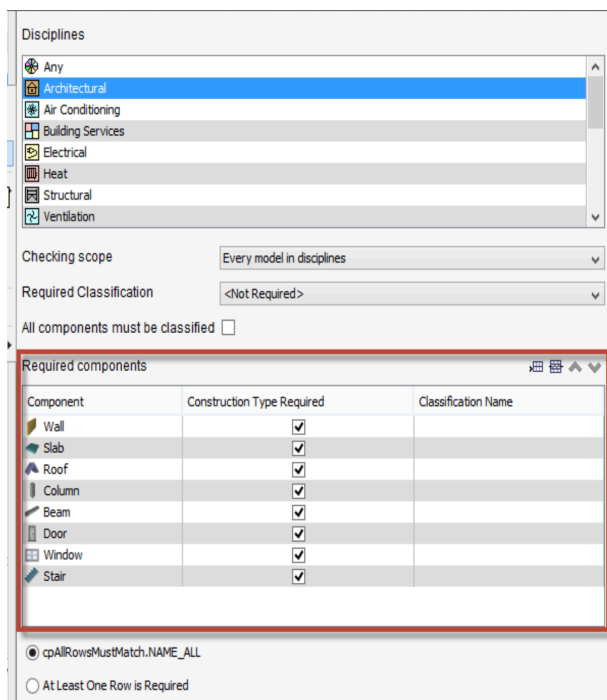 Disciplines
Any
Architectural
Air Conditioning
Building Services
Electrical
Heat
Structural
Ventilation
Checking scope Every model in disciplines
Required Classification <Not Required>
All components must be classified
Required components
Component Construction Type Required Classification Name
Wall
Slab
Roof
Column
Beam
Door
Window
Stair
cpAllRowsMustMatch.NAME_ALL
At Least One Row is Required